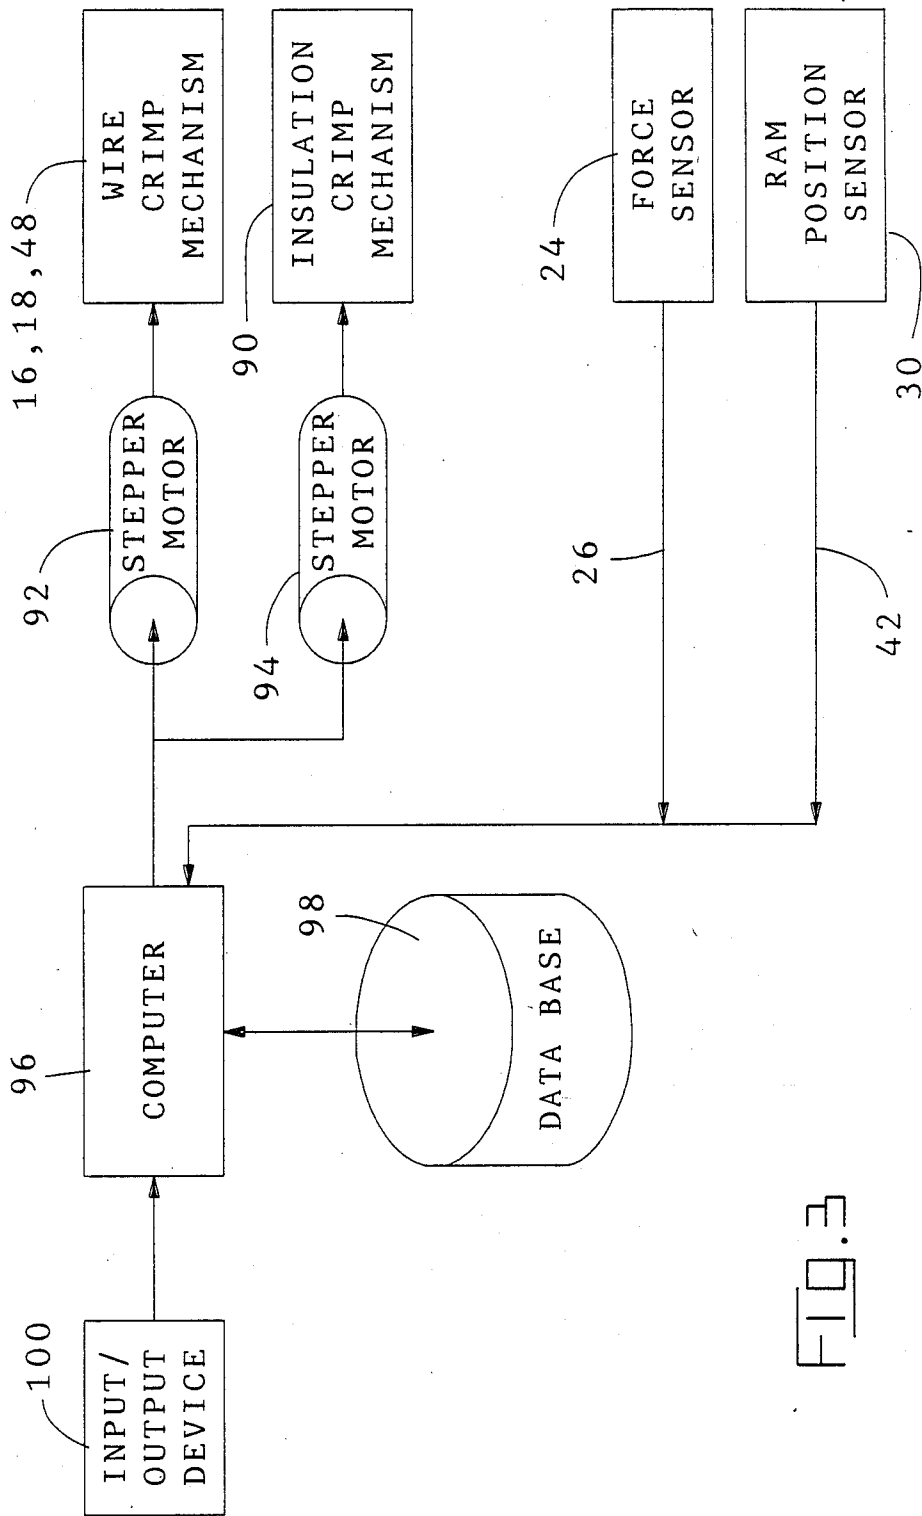 16,18,48
WIRE
CRIMP
MECHANISM
92
STEPPER
MOTOR
90
INSULATION
CRIMP
MECHANISM
94
STEPPER
MOTOR
96
COMPUTER
100
INPUT/
OUTPUT
DEVICE
98
DATA BASE
24
FORCE
SENSOR
26
RAM
POSITION
SENSOR
30
42
FIG.3